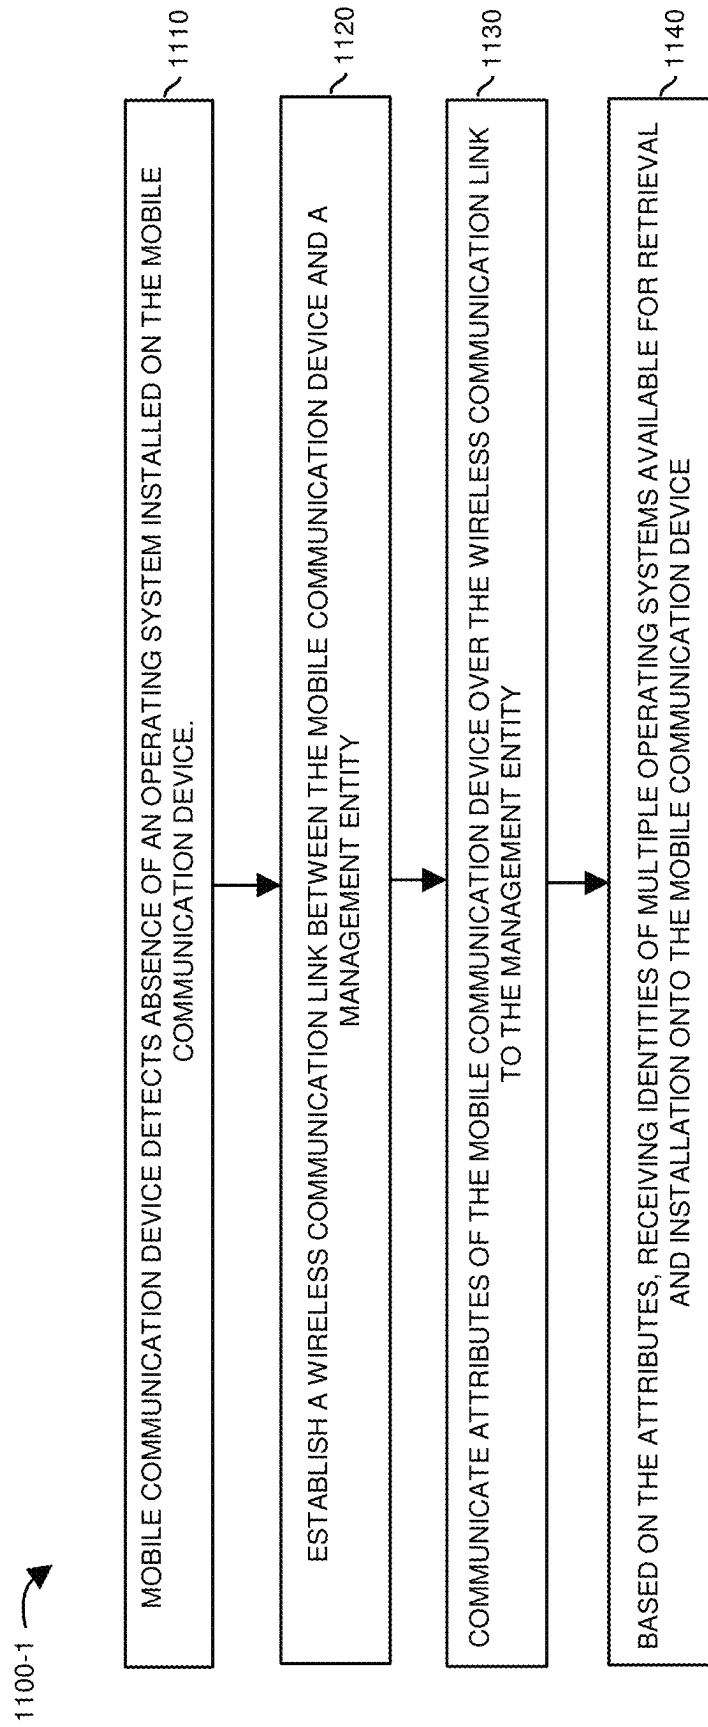 1100-1
MOBILE COMMUNICATION DEVICE DETECTS ABSENCE OF AN OPERATING SYSTEM INSTALLED ON THE MOBILE
COMMUNICATION DEVICE.
1110
ESTABLISH A WIRELESS COMMUNICATION LINK BETWEEN THE MOBILE COMMUNICATION DEVICE AND A
MANAGEMENT ENTITY
1120
COMMUNICATE ATTRIBUTES OF THE MOBILE COMMUNICATION DEVICE OVER THE WIRELESS COMMUNICATION LINK
TO THE MANAGEMENT ENTITY
1130
BASED ON THE ATTRIBUTES, RECEIVING IDENTITIES OF MULTIPLE OPERATING SYSTEMS AVAILABLE FOR RETRIEVAL
AND INSTALLATION ONTO THE MOBILE COMMUNICATION DEVICE
1140